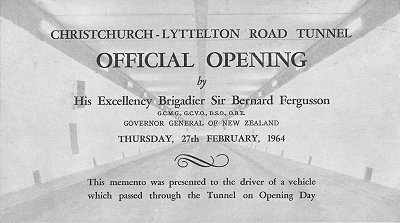 CHRISTCHURCH-LYTTELTON ROAD TUNNEL
OFFICIAL OPENING
by
His Excellency Brigadier Sir Bernard Fergusson
G.C.M.G., G.C.V.O., D.S.O., O.B.E.
GOVERNOR GENERAL OF NEW ZEALAND
THURSDAY, 27th FEBRUARY, 1964
This memento was presented to the driver of a vehicle
which passed through the Tunnel on Opening Day